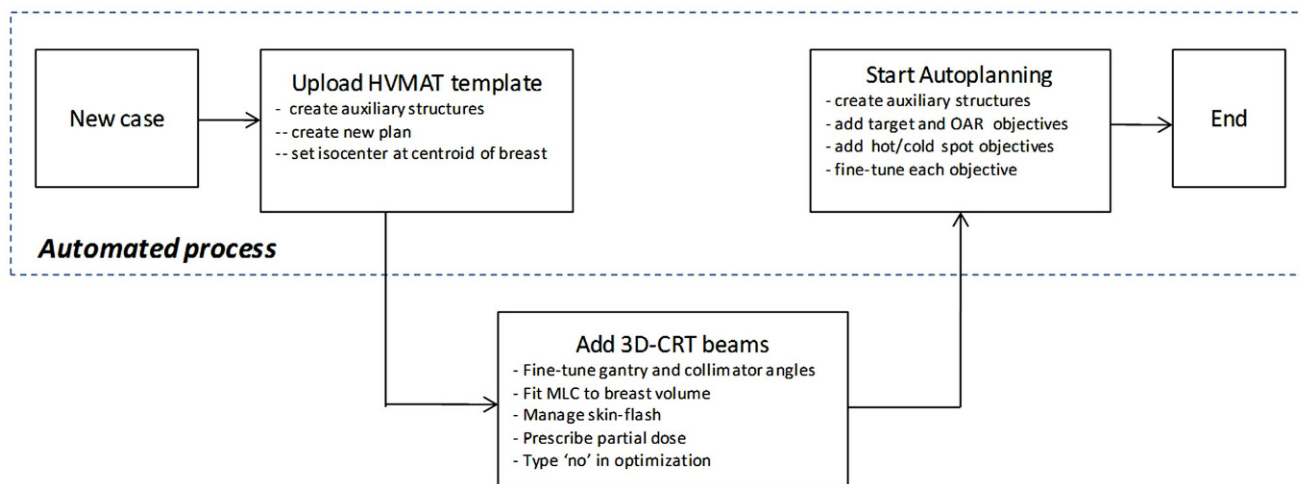 New case
Upload HVMAT template
- create auxiliary structures
-- create new plan
-- set isocenter at centroid of breast
Start Autoplanning
- create auxiliary structures
- add target and OAR objectives
- add hot/cold spot objectives
- fine-tune each objective
End
Automated process
Add 3D-CRT beams
- Fine-tune gantry and collimator angles
- Fit MLC to breast volume
- Manage skin-flash
- Prescribe partial dose
- Type ‘no’ in optimization